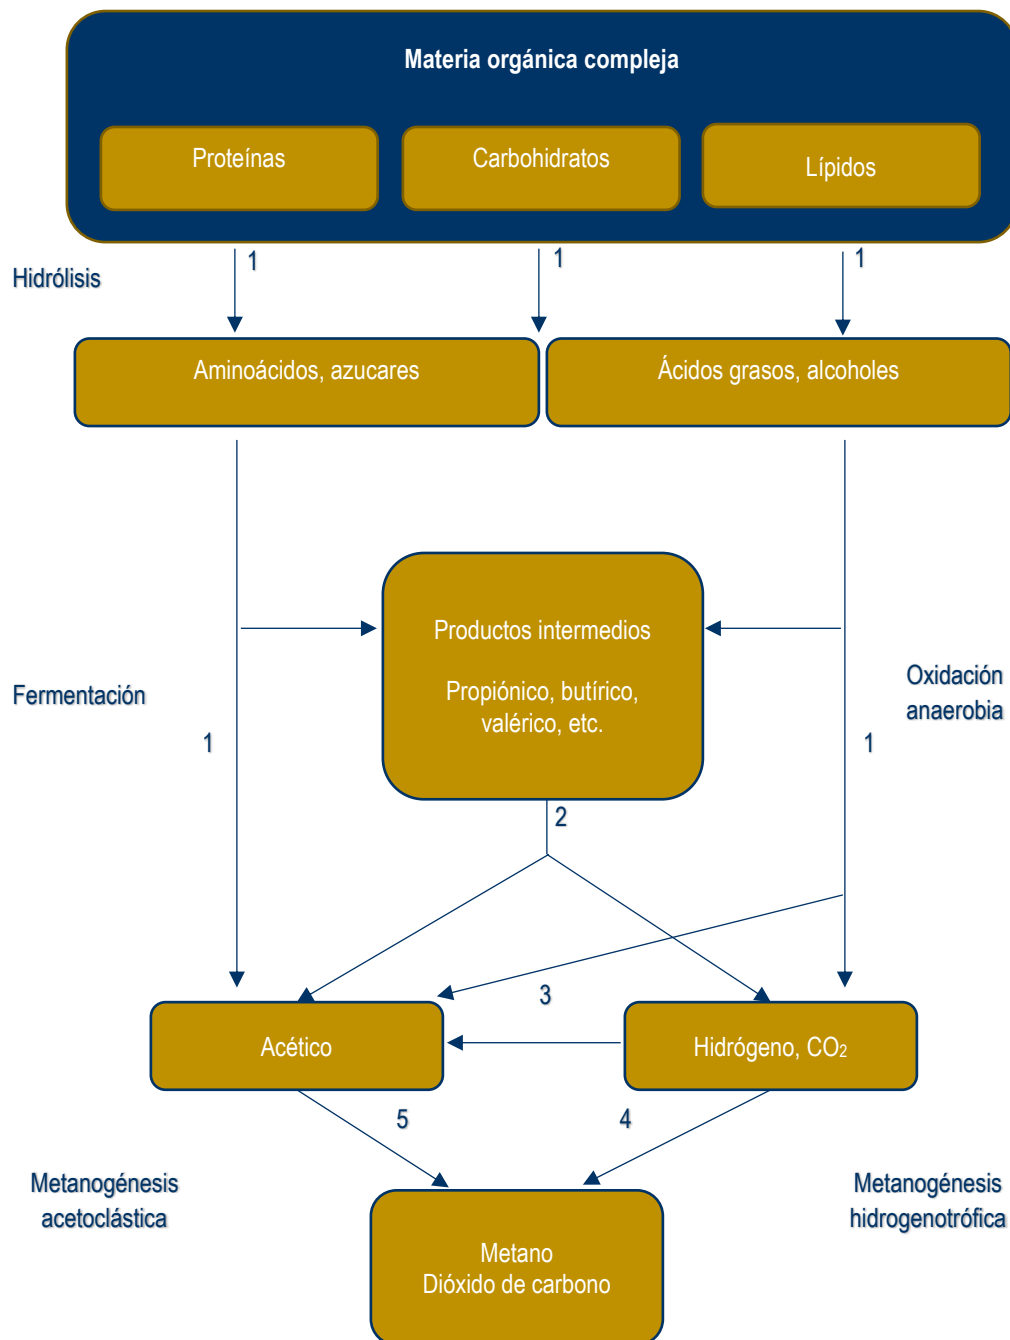 Materia orgánica compleja
Proteínas
Carbohidratos
Lípidos
1
1
1
Hidrólisis
Aminoácidos, azucares
Ácidos grasos, alcoholes
Productos intermedios
Propiónico, butírico,
valérico, etc.
Fermentación
Oxidación
anaerobia
1
1
2
3
Acético
Hidrógeno, CO₂
5
4
Metanogénesis
acetoclástica
Metanogénesis
hidrogenotrófica
Metano
Dióxido de carbono